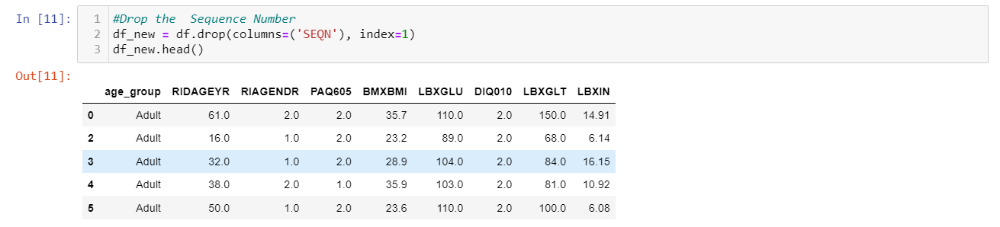 In [11]:
1 #Drop the  Sequence Number
2 df_new = df.drop(columns=('SEQN'), index=1)
3 df_new.head()
Out[11]:
age_group RIDAGEYR RIAGENDR PAQ605 BMXBMI LBXGLU DIQ010 LBXGLT LBXIN
0 Adult 61.0 2.0 2.0 35.7 110.0 2.0 150.0 14.91
2 Adult 16.0 1.0 2.0 23.2 89.0 2.0 68.0 6.14
3 Adult 32.0 1.0 2.0 28.9 104.0 2.0 84.0 16.15
4 Adult 38.0 2.0 1.0 35.9 103.0 2.0 81.0 10.92
5 Adult 50.0 1.0 2.0 23.6 110.0 2.0 100.0 6.08